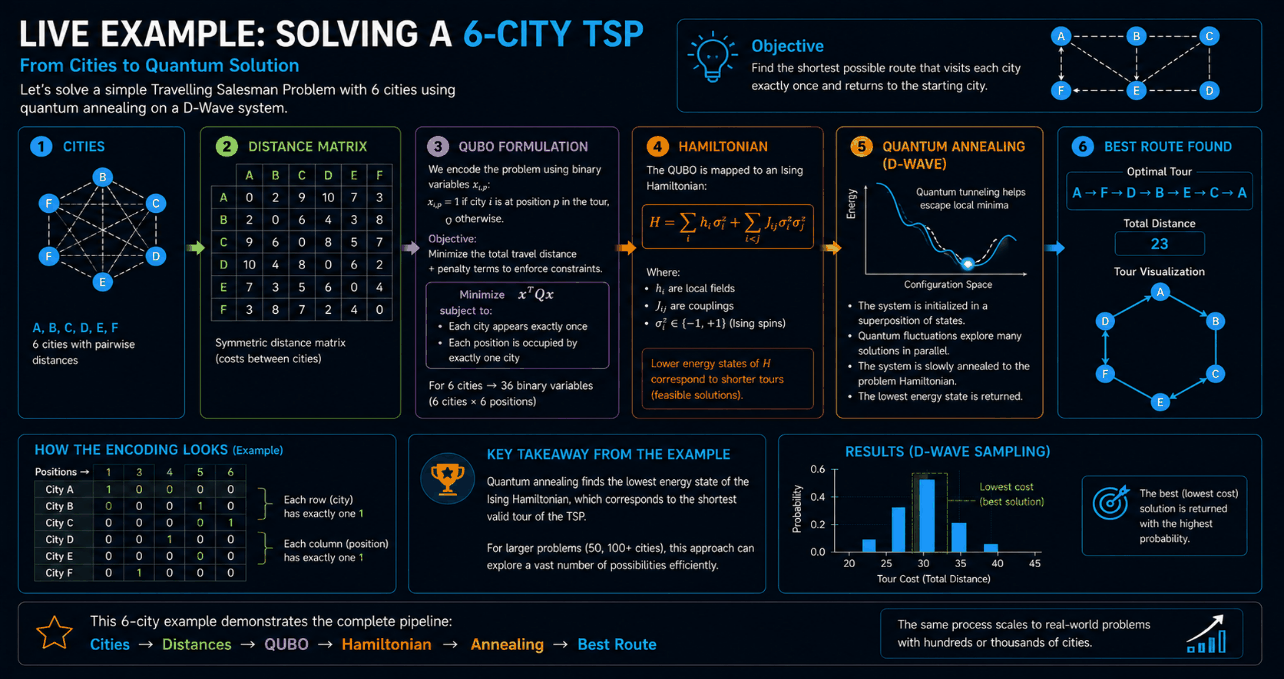 LIVE EXAMPLE: SOLVING A 6-CITY TSP
From Cities to Quantum Solution
Let's solve a simple Travelling Salesman Problem with 6 cities using
quantum annealing on a D-Wave system.
Objective
Find the shortest possible route that visits each city
exactly once and returns to the starting city.
A B C
F E D
1 CITIES
B
F C
F D
E
A, B, C, D, E, F
6 cities with pairwise
distances
2 DISTANCE MATRIX
A B C D E F
A 0 2 9 10 7 3
B 2 0 6 4 3 8
C 9 6 0 8 5 7
D 10 4 8 0 6 2
E 7 3 5 6 0 4
F 3 8 7 2 4 0
Symmetric distance matrix
(costs between cities)
3 QUBO FORMULATION
We encode the problem using binary
variables x_{i,p}:
x_{i,p} = 1 if city i is at position p in the tour,
0 otherwise.
Objective:
Minimize the total travel distance
+ penalty terms to enforce constraints.
Minimize x^T Qx
subject to:
• Each city appears exactly once
• Each position is occupied by
exactly one city
For 6 cities → 36 binary variables
(6 cities × 6 positions)
4 HAMILTONIAN
The QUBO is mapped to an Ising
Hamiltonian:
H = ∑_i h_i σ_i^z + ∑_{i<j} J_{ij} σ_i^z σ_j^z
Where:
• h_i are local fields
• J_{ij} are couplings
• σ_i^z ∈ {−1, +1} (Ising spins)
Lower energy states of H
correspond to shorter tours
(feasible solutions).
5 QUANTUM ANNEALING
(D-WAVE)
Energy
Quantum tunneling helps
escape local minima
Configuration Space
• The system is initialized in a
superposition of states.
• Quantum fluctuations explore many
solutions in parallel.
• The system is slowly annealed to the
problem Hamiltonian.
• The lowest energy state is returned.
6 BEST ROUTE FOUND
Optimal Tour
A → F → D → B → E → C → A
Total Distance
23
Tour Visualization
A
D B
F C
E
HOW THE ENCODING LOOKS (Example)
Positions → 1 3 4 5 6
City A 1 0 0 0 0
City B 0 0 0 1 0
City C 0 0 0 0 1
City D 0 0 1 0 0
City E 0 0 0 0 0
City F 0 1 0 0 0
Each row (city)
has exactly one 1
Each column (position)
has exactly one 1
KEY TAKEAWAY FROM THE EXAMPLE
Quantum annealing finds the lowest energy state of the
Ising Hamiltonian, which corresponds to the shortest
valid tour of the TSP.
For larger problems (50, 100+ cities), this approach can
explore a vast number of possibilities efficiently.
RESULTS (D-WAVE SAMPLING)
Probability
0.6
0.4
0.2
0.0
20 25 30 35 40 45
Tour Cost (Total Distance)
Lowest cost
(best solution)
The best (lowest cost)
solution is returned
with the highest
probability.
This 6-city example demonstrates the complete pipeline:
Cities → Distances → QUBO → Hamiltonian → Annealing → Best Route
The same process scales to real-world problems
with hundreds or thousands of cities.